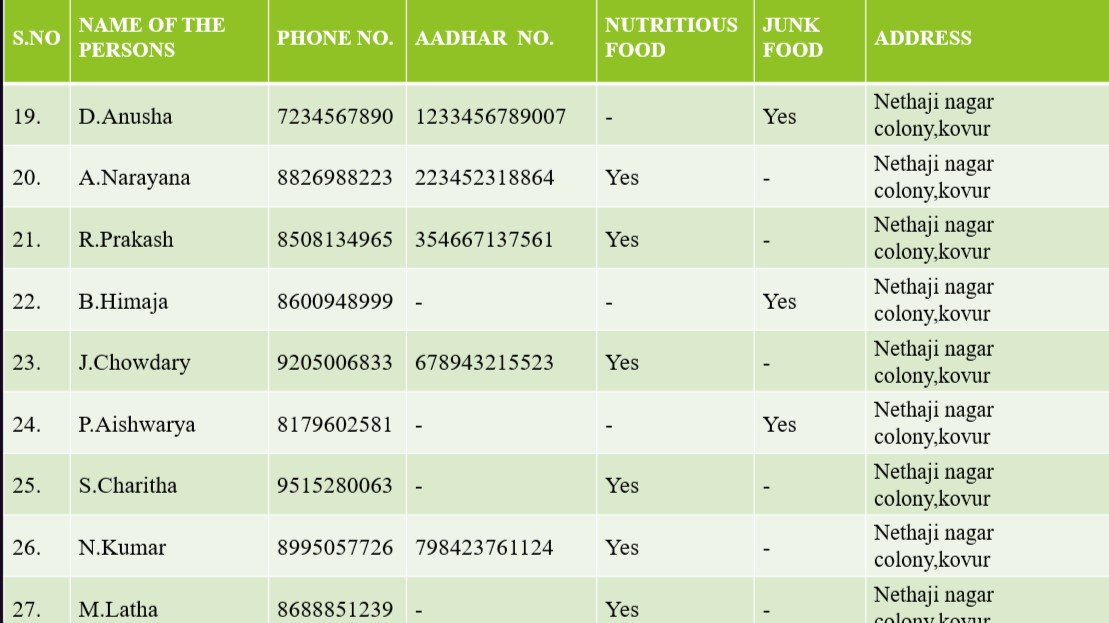 S.NO NAME OF THE PERSONS PHONE NO. AADHAR NO. NUTRITIOUS FOOD JUNK FOOD ADDRESS
19. D.Anusha 7234567890 1233456789007 - Yes Nethaji nagar colony,kovur
20. A.Narayana 8826988223 223452318864 Yes - Nethaji nagar colony,kovur
21. R.Prakash 8508134965 354667137561 Yes - Nethaji nagar colony,kovur
22. B.Himaja 8600948999 - - Yes Nethaji nagar colony,kovur
23. J.Chowdary 9205006833 678943215523 Yes - Nethaji nagar colony,kovur
24. P.Aishwarya 8179602581 - - Yes Nethaji nagar colony,kovur
25. S.Charitha 9515280063 - Yes - Nethaji nagar colony,kovur
26. N.Kumar 8995057726 798423761124 Yes - Nethaji nagar colony,kovur
27. M.Latha 8688851239 - Yes - Nethaji nagar colony,kovur